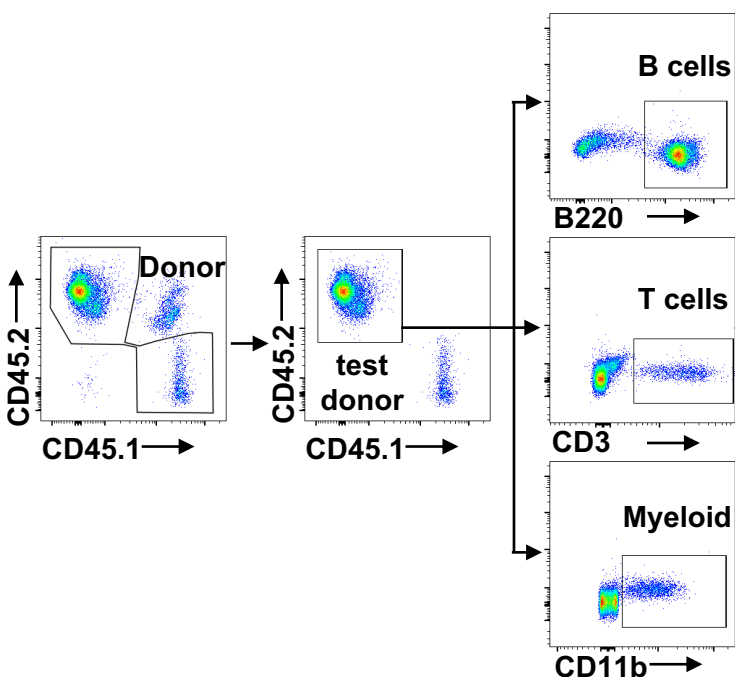 B cells
B220
Donor
CD45.2
CD45.1
CD45.2
test
donor
CD45.1
T cells
CD3
Myeloid
CD11b